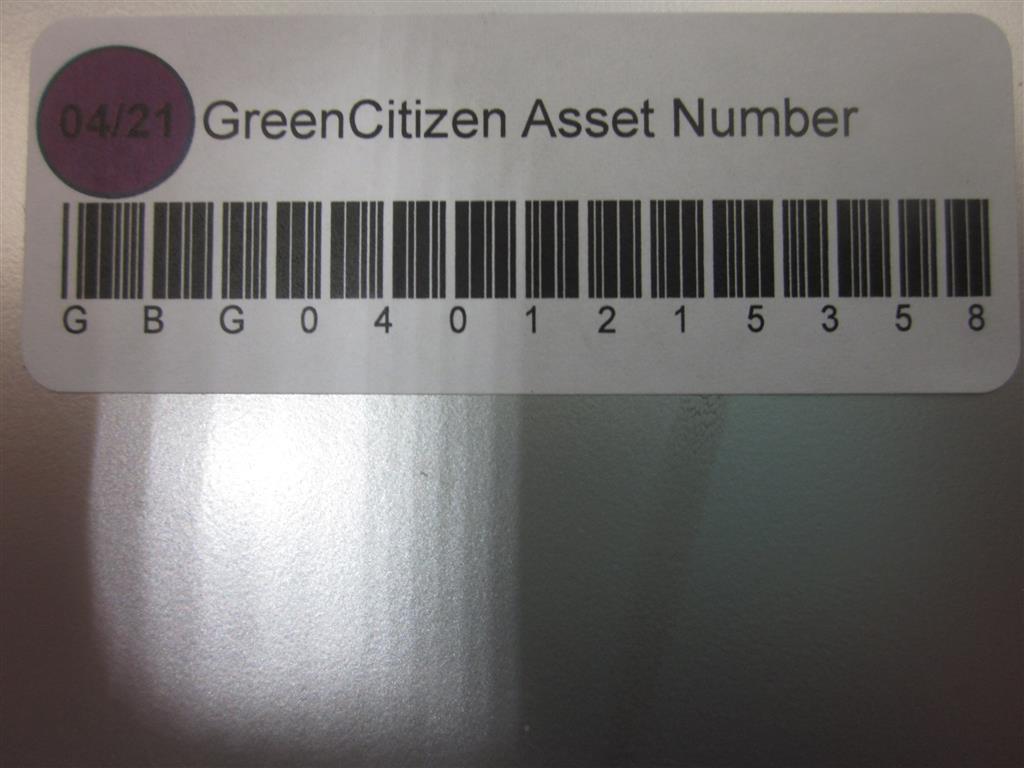 04/21 GreenCitizen Asset Number
G B G 0 4 0 1 2 1 5 3 5 8